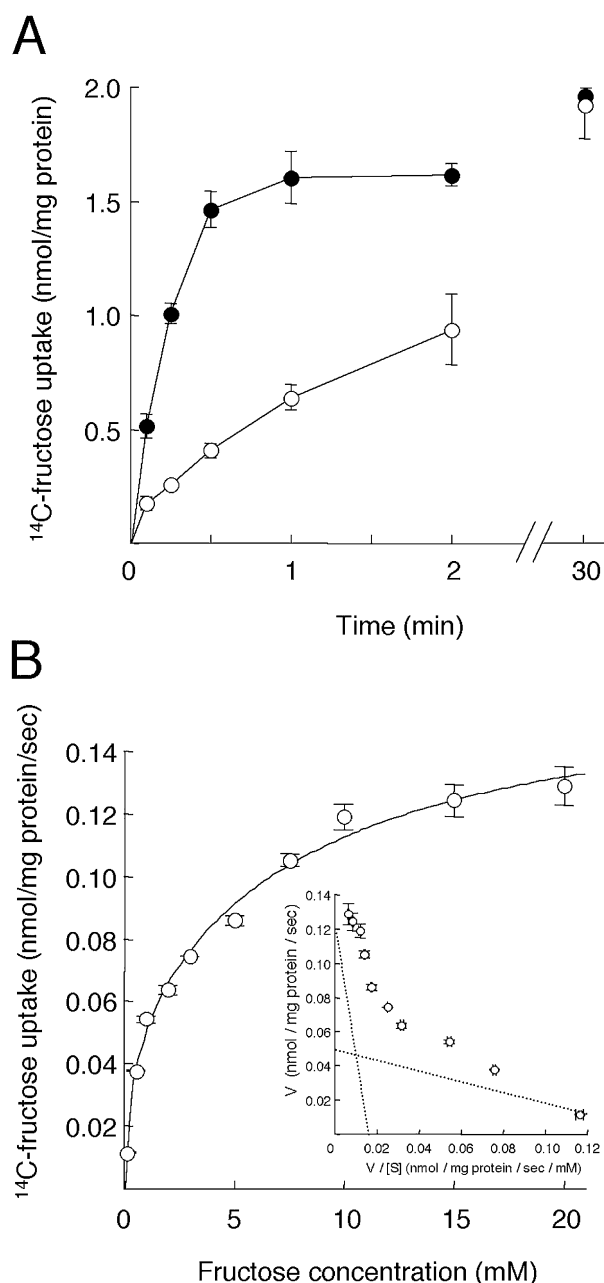 A
¹⁴C-fructose uptake (nmol/mg protein)
2.0
1.5
1.0
0.5
0 1 2 30
Time (min)
B
¹⁴C-fructose uptake (nmol/mg protein/sec)
0.14
0.12
0.10
0.08
0.06
0.04
0.02
0 5 10 15 20
Fructose concentration (mM)
V (nmol / mg protein / sec)
0.14
0.12
0.10
0.08
0.06
0.04
0.02
0 0.02 0.04 0.06 0.08 0.10 0.12
V / [S] (nmol / mg protein / sec / mM)